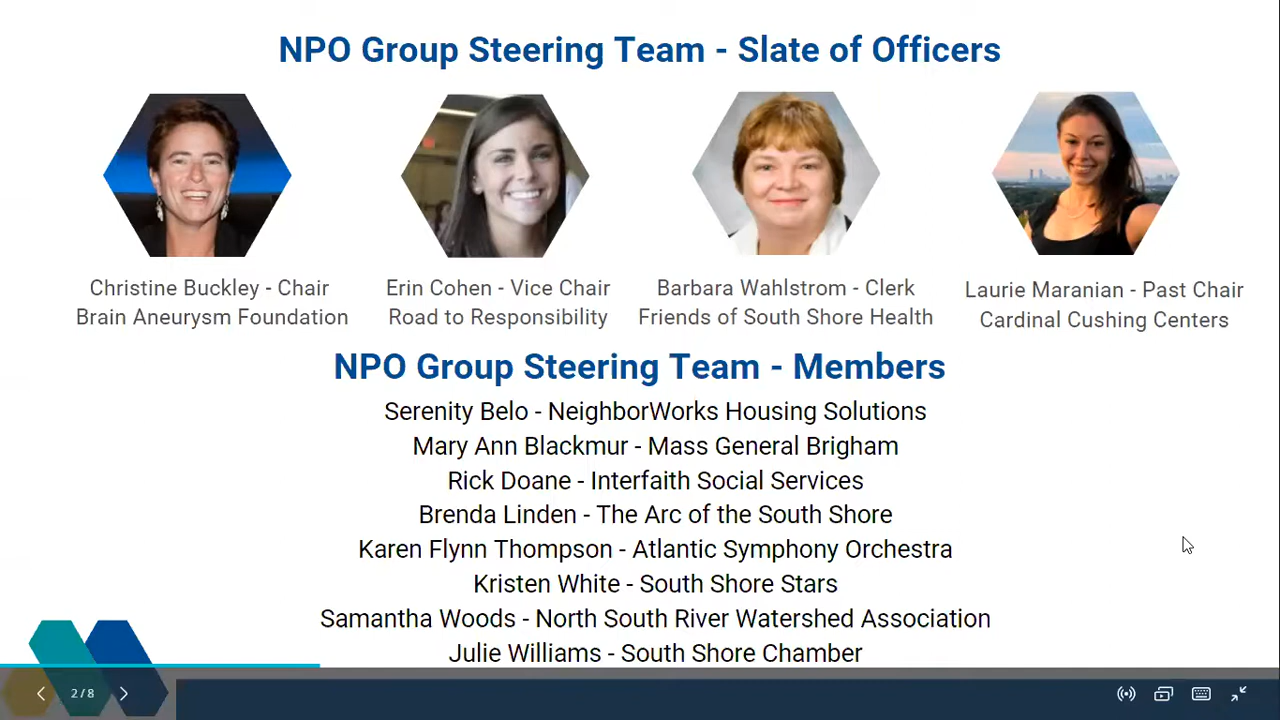 NPO Group Steering Team - Slate of Officers
Christine Buckley - Chair
Brain Aneurysm Foundation
Erin Cohen - Vice Chair
Road to Responsibility
Barbara Wahlstrom - Clerk
Friends of South Shore Health
Laurie Maranian - Past Chair
Cardinal Cushing Centers
NPO Group Steering Team - Members
Serenity Belo - NeighborWorks Housing Solutions
Mary Ann Blackmur - Mass General Brigham
Rick Doane - Interfaith Social Services
Brenda Linden - The Arc of the South Shore
Karen Flynn Thompson - Atlantic Symphony Orchestra
Kristen White - South Shore Stars
Samantha Woods - North South River Watershed Association
Julie Williams - South Shore Chamber
2/8